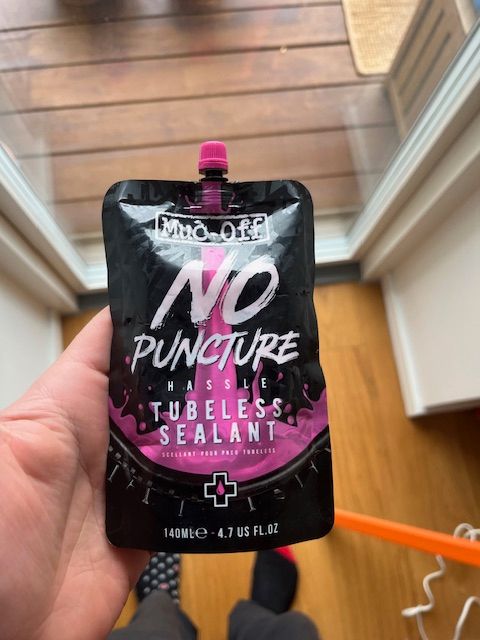 Muc-Off
NO
PUNCTURE
HASSLE
TUBELESS
SEALANT
SCELLANT POUR PNEU TUBELESS
140ML℮ - 4.7 US FL.OZ